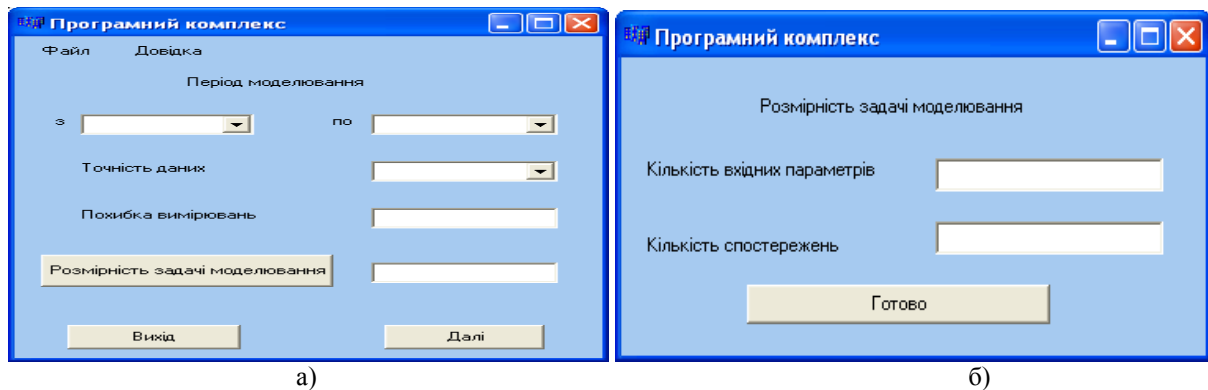 Програмний комплекс
Файл Довідка
Період моделювання
з по
Точність даних
Похибка вимірювань
Розмірність задачі моделювання
Вихід Далі
а)
Програмний комплекс
Розмірність задачі моделювання
Кількість вхідних параметрів
Кількість спостережень
Готово
б)